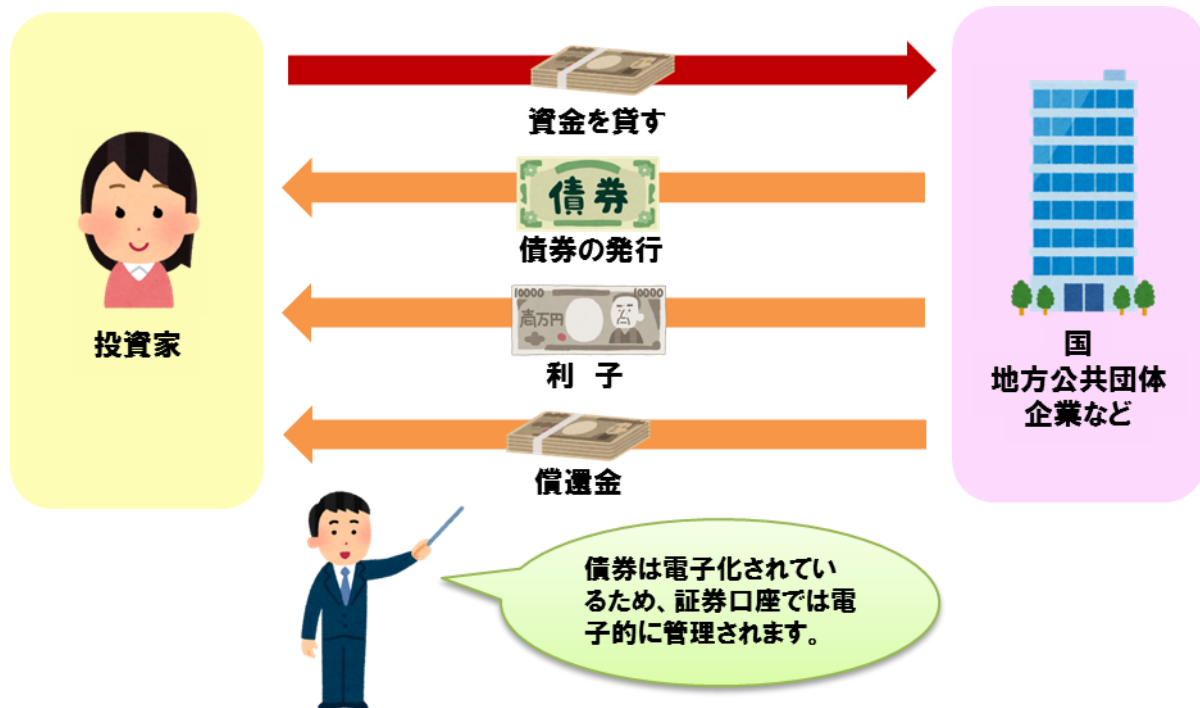 資金を貸す
債券
債券の発行
10000 10000
壱万円
利 子
償還金
投資家
国
地方公共団体
企業など
債券は電子化されてい
るため、証券口座では電
子的に管理されます。